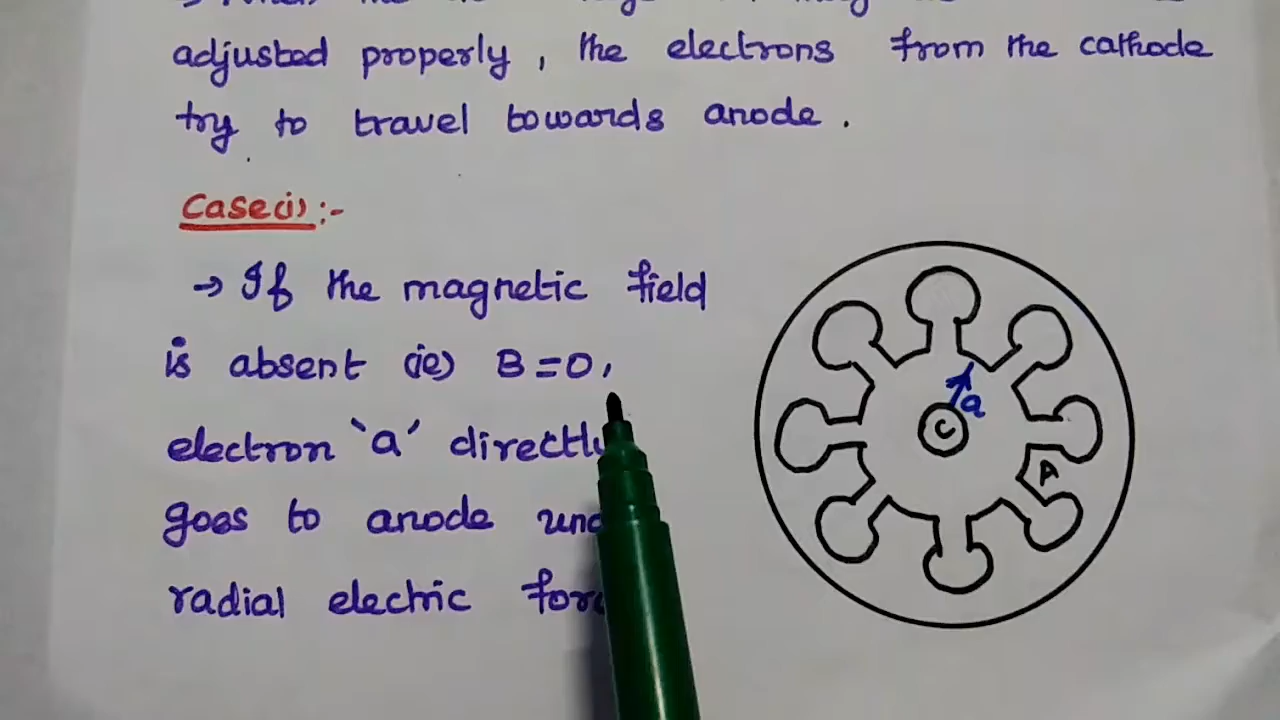 adjusted properly, the electrons from the cathode
try to travel towards anode.
Case(i):-
→ If the magnetic field
is absent (ie) B=0,
electron 'a' directly
goes to anode
radial electric
a
C
A